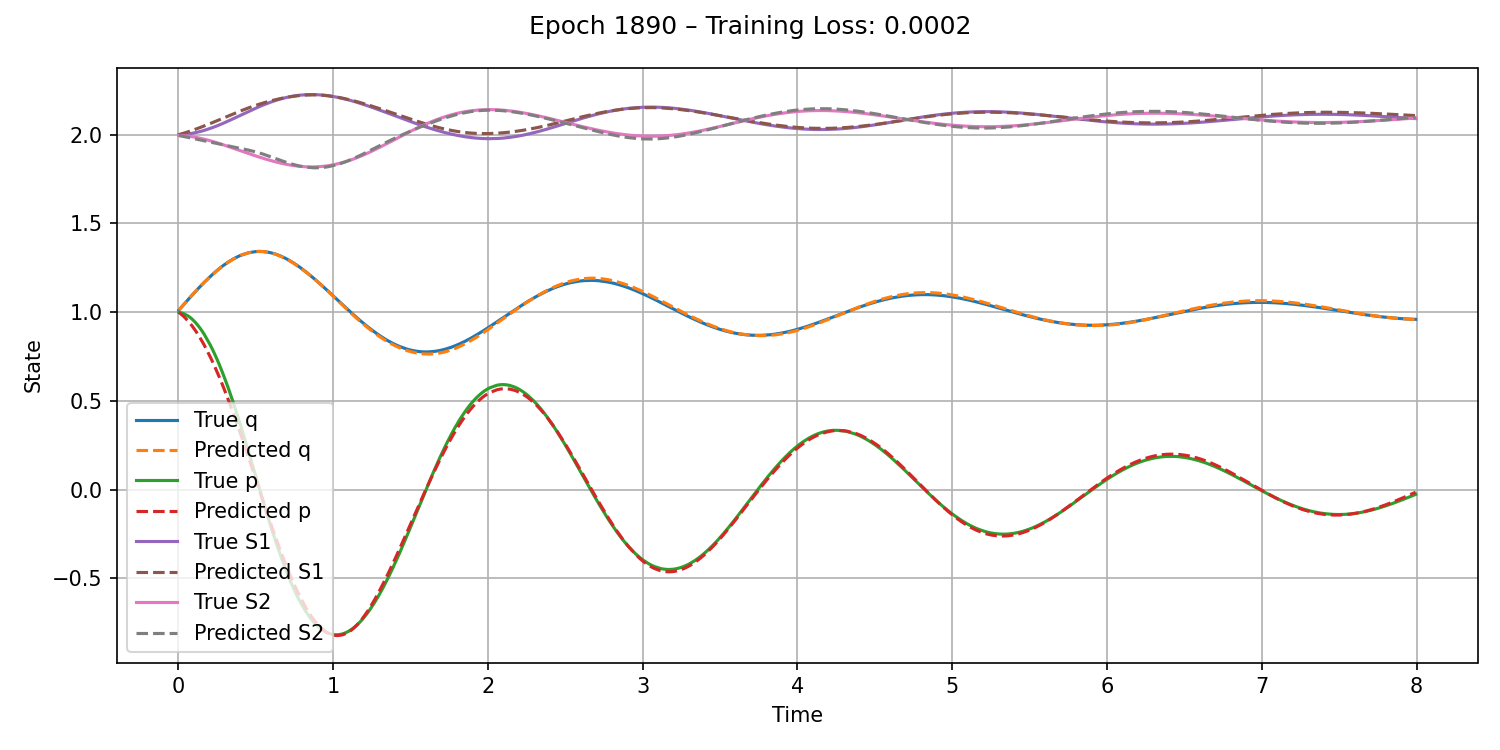 Epoch 1890 – Training Loss: 0.0002
State
2.0
1.5
1.0
0.5
0.0
−0.5
True q
Predicted q
True p
Predicted p
True S1
Predicted S1
True S2
Predicted S2
0 1 2 3 4 5 6 7 8
Time